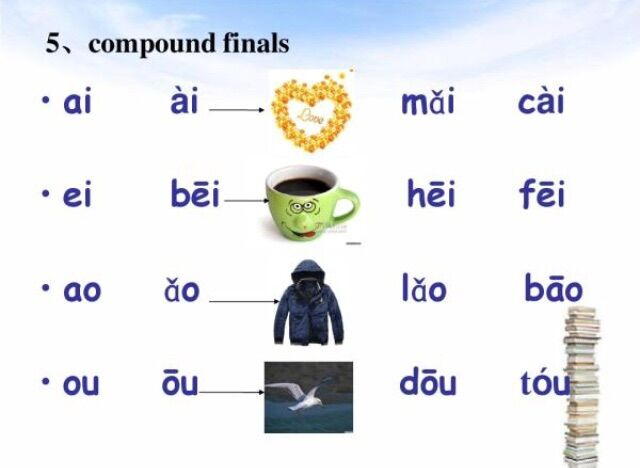 5、compound finals
• ai ài mǎi cài
Love
• ei bēi hēi fēi
• ao ǎo lǎo bāo
• ou ōu dōu tóu